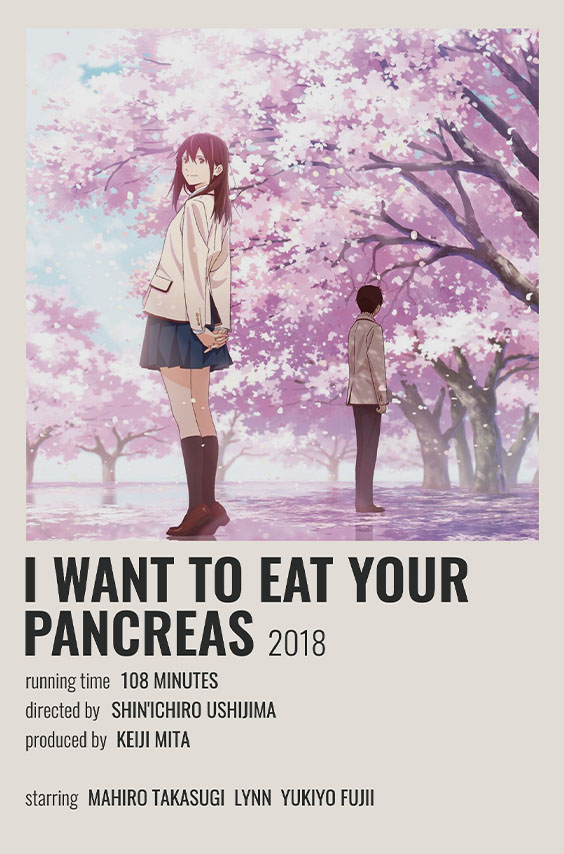 I WANT TO EAT YOUR
PANCREAS 2018
running time 108 MINUTES
directed by SHIN'ICHIRO USHIJIMA
produced by KEIJI MITA
starring MAHIRO TAKASUGI LYNN YUKIYO FUJII